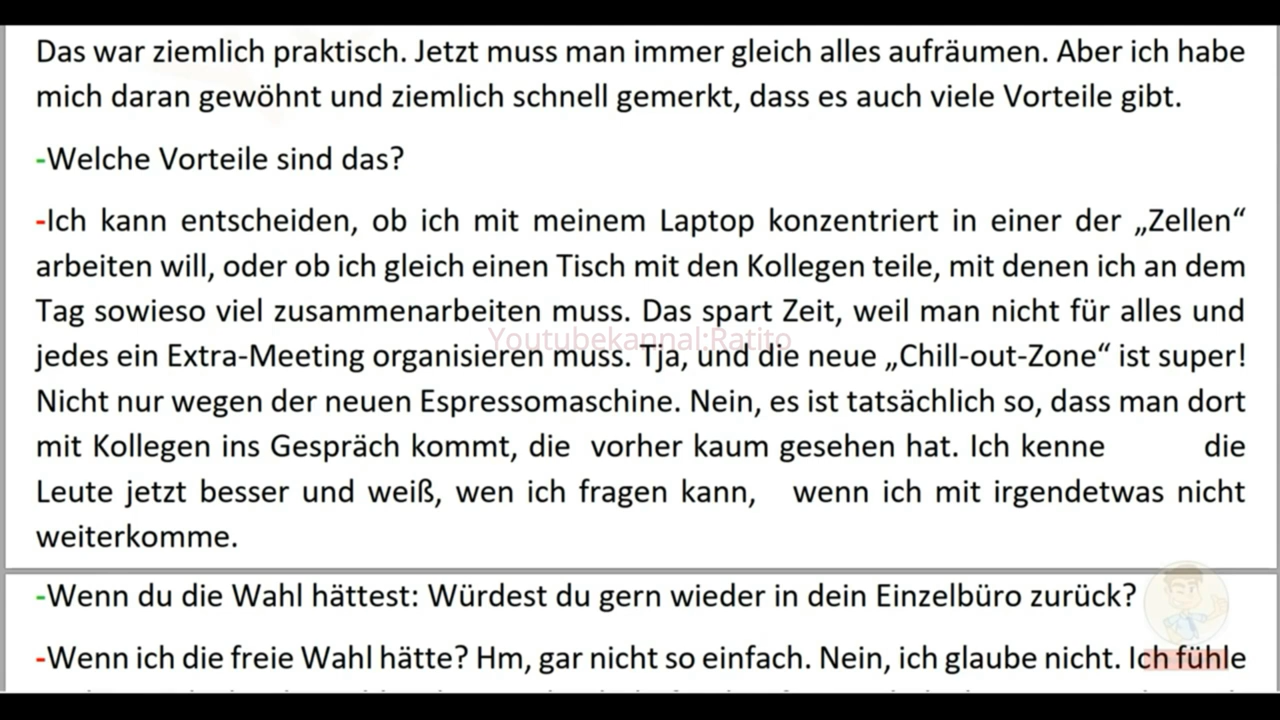 Das war ziemlich praktisch. Jetzt muss man immer gleich alles aufräumen. Aber ich habe
mich daran gewöhnt und ziemlich schnell gemerkt, dass es auch viele Vorteile gibt.
-Welche Vorteile sind das?
-Ich kann entscheiden, ob ich mit meinem Laptop konzentriert in einer der „Zellen“
arbeiten will, oder ob ich gleich einen Tisch mit den Kollegen teile, mit denen ich an dem
Tag sowieso viel zusammenarbeiten muss. Das spart Zeit, weil man nicht für alles und
Youtubekannal:Ratito
jedes ein Extra-Meeting organisieren muss. Tja, und die neue „Chill-out-Zone“ ist super!
Nicht nur wegen der neuen Espressomaschine. Nein, es ist tatsächlich so, dass man dort
mit Kollegen ins Gespräch kommt, die vorher kaum gesehen hat. Ich kenne die
Leute jetzt besser und weiß, wen ich fragen kann, wenn ich mit irgendetwas nicht
weiterkomme.
-Wenn du die Wahl hättest: Würdest du gern wieder in dein Einzelbüro zurück?
-Wenn ich die freie Wahl hätte? Hm, gar nicht so einfach. Nein, ich glaube nicht. Ich fühle